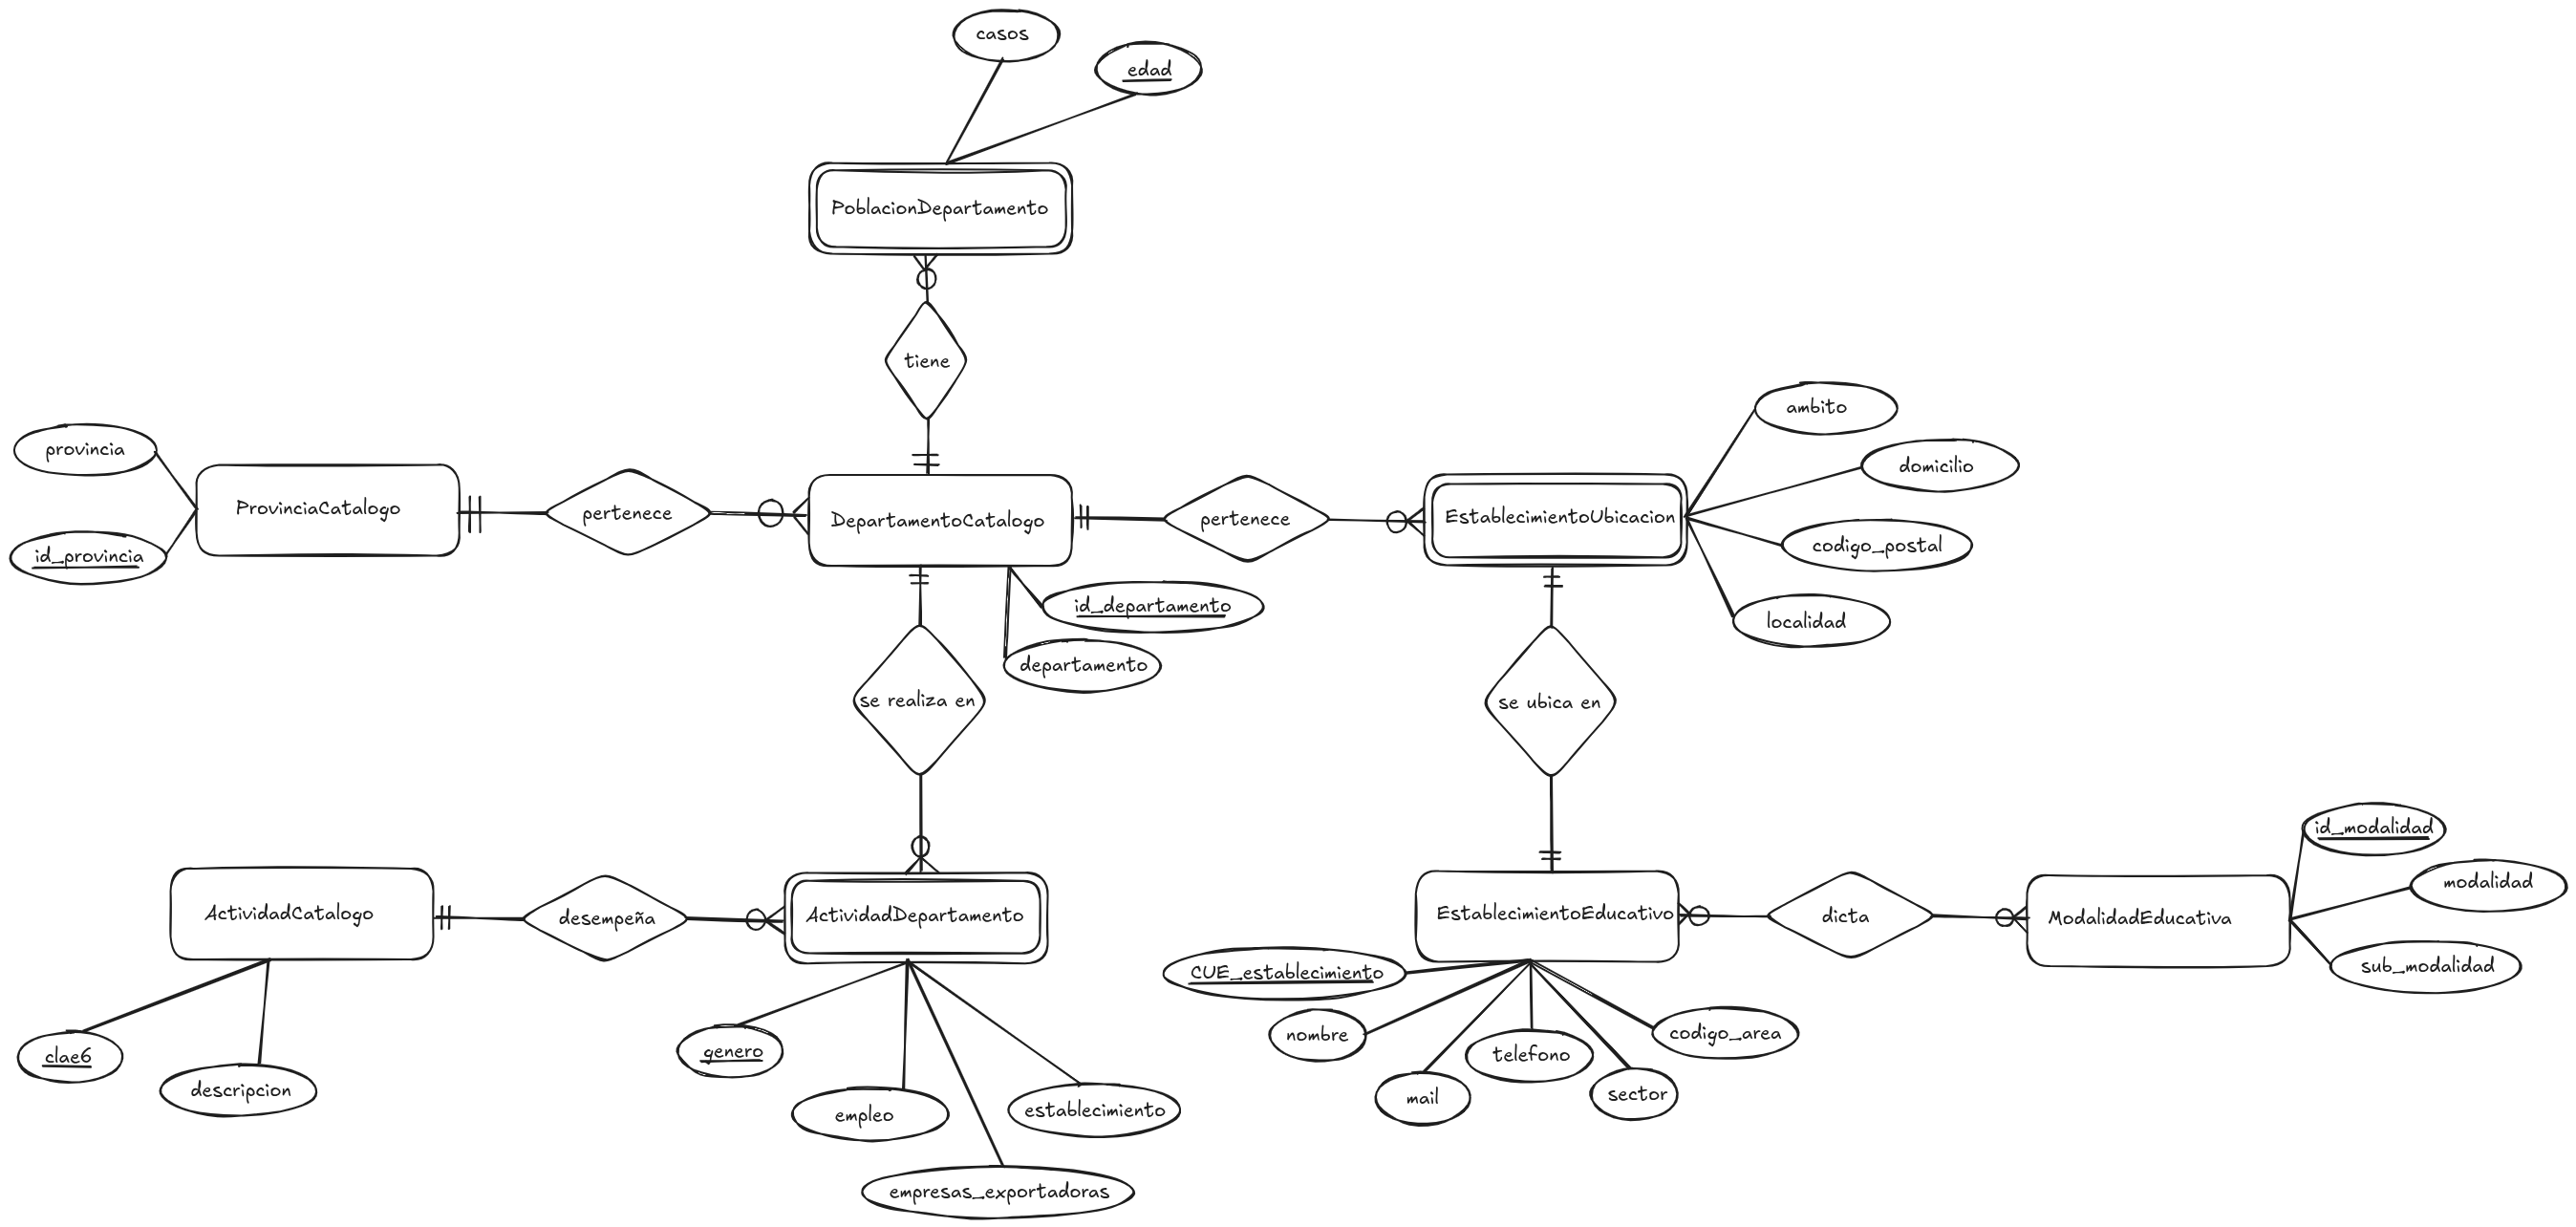 casos
edad
PoblacionDepartamento
tiene
ambito
provincia
domicilio
ProvinciaCatalogo
pertenece
DepartamentoCatalogo
pertenece
EstablecimientoUbicacion
codigo_postal
id_provincia
id_departamento
localidad
departamento
se realiza en
se ubica en
id_modalidad
modalidad
ActividadCatalogo
desempeña
ActividadDepartamento
EstablecimientoEducativo
dicta
ModalidadEducativa
sub_modalidad
CUE_establecimiento
nombre
codigo_area
clae6
genero
telefono
descripcion
mail
sector
empleo
establecimiento
empresas_exportadoras